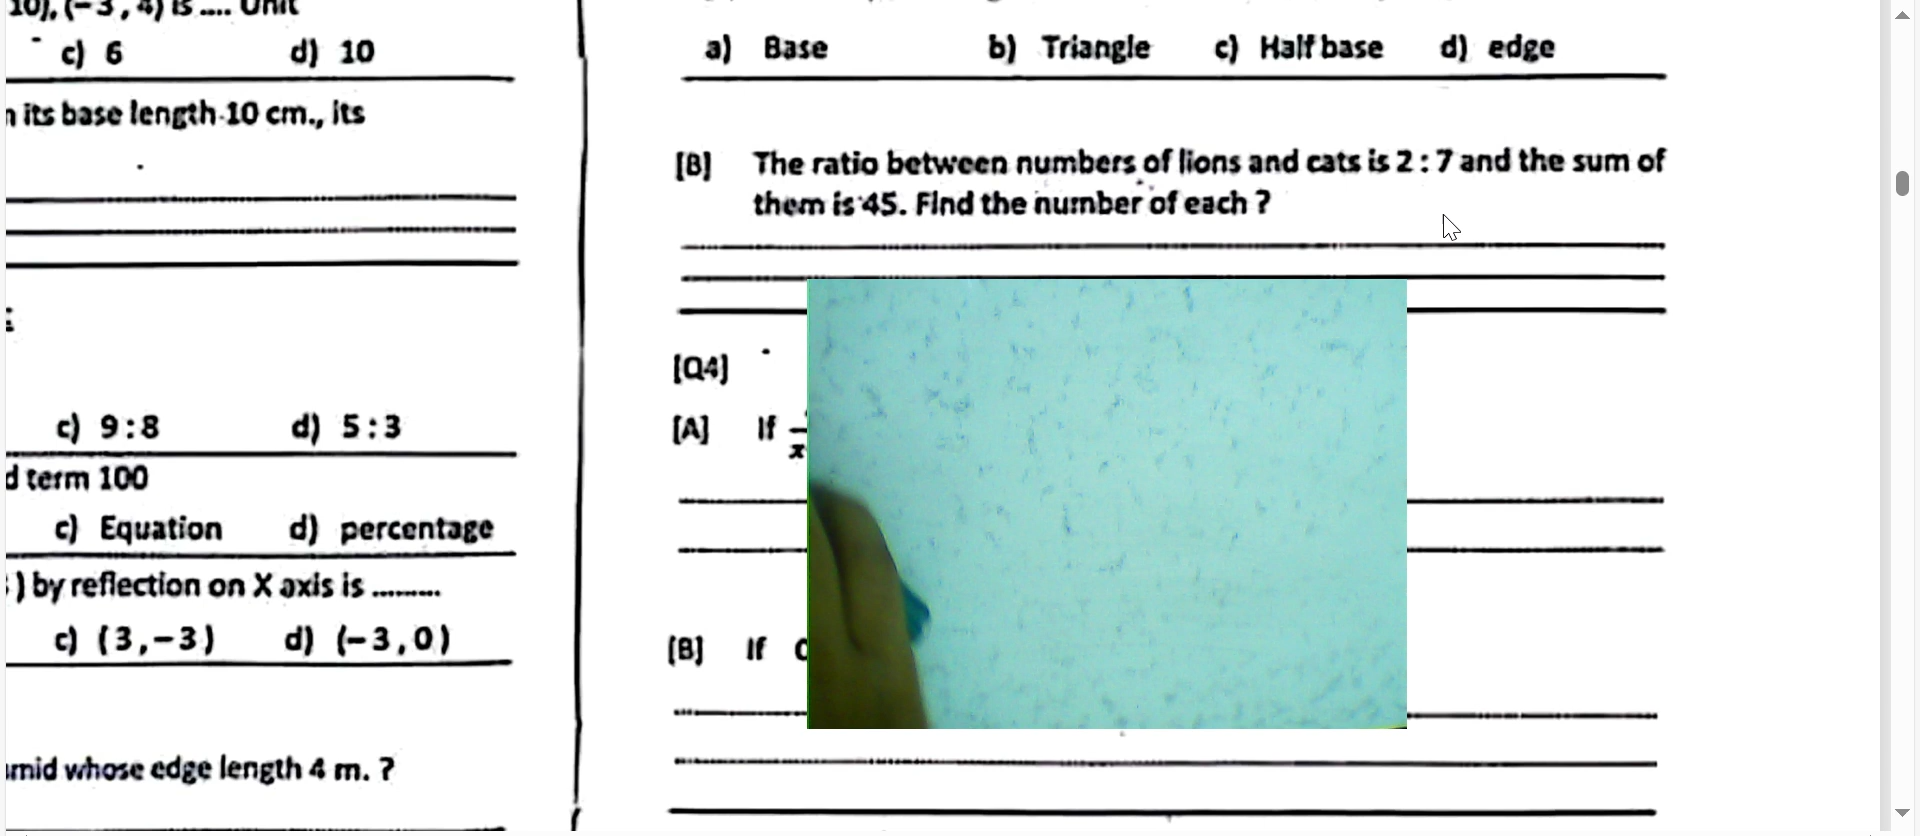 10), (−3, 4) is .... Unit
c) 6 d) 10
its base length 10 cm., its
c) 9 : 8 d) 5 : 3
term 100
c) Equation d) percentage
) by reflection on X axis is .........
c) (3, −3) d) (−3, 0)
whose edge length 4 m. ?
a) Base b) Triangle c) Half base d) edge
[B] The ratio between numbers of lions and cats is 2 : 7 and the sum of
them is 45. Find the number of each ?
[Q4]
[A] If
x
[B] If